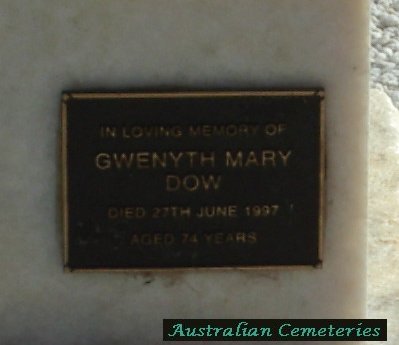 IN LOVING MEMORY OF
GWENYTH MARY
DOW
DIED 27TH JUNE 1997
AGED 74 YEARS
Australian Cemeteries